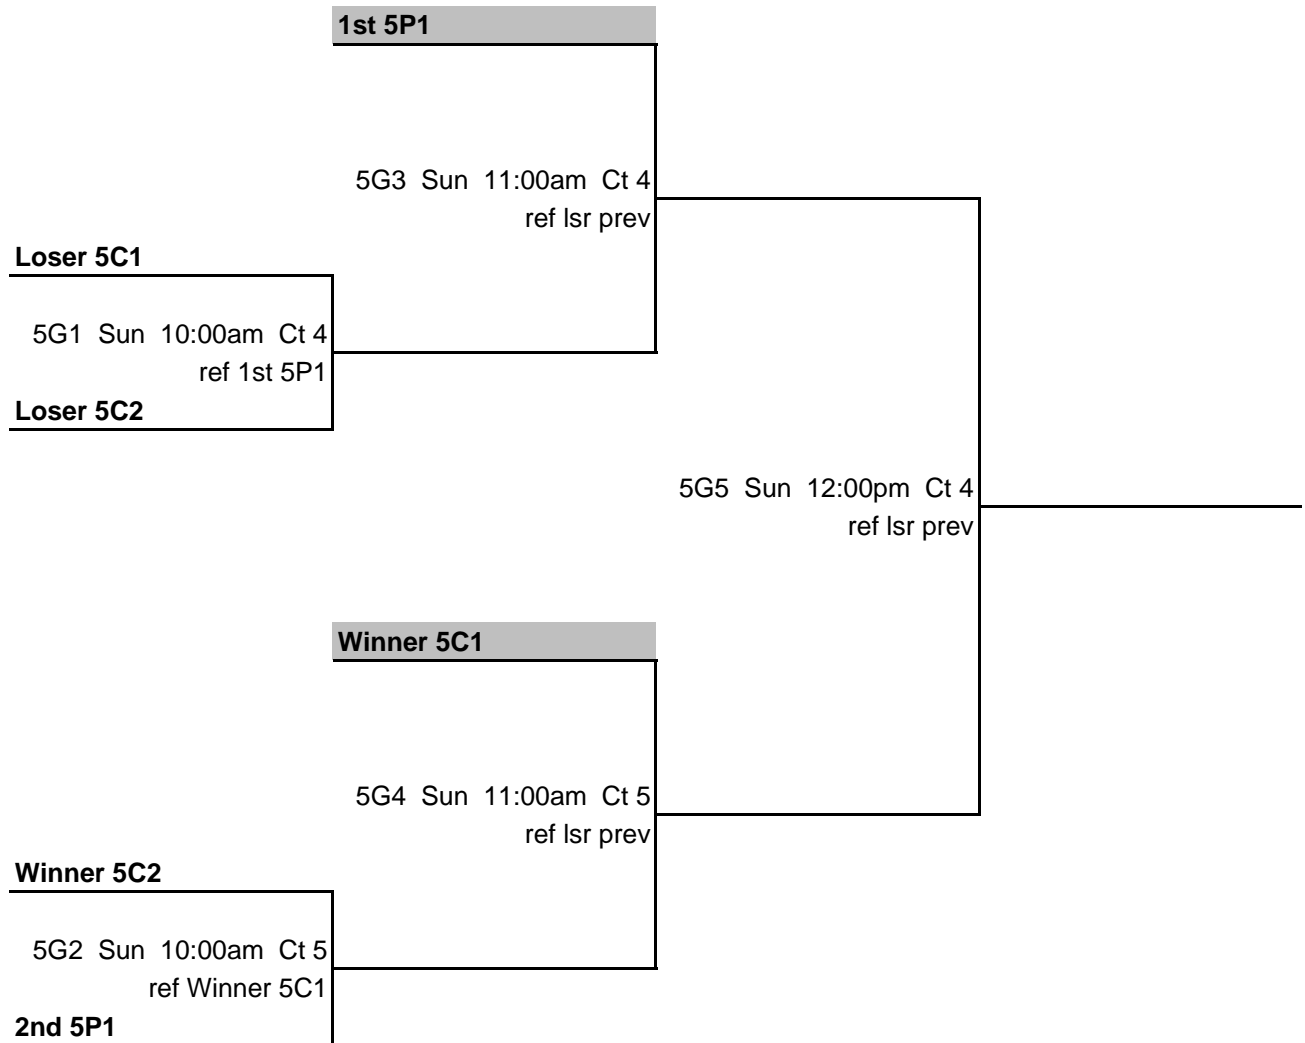 1st 5P1
5G3 Sun 11:00am Ct 4
ref lsr prev
Loser 5C1
5G1 Sun 10:00am Ct 4
ref 1st 5P1
Loser 5C2
5G5 Sun 12:00pm Ct 4
ref lsr prev
Winner 5C1
5G4 Sun 11:00am Ct 5
ref lsr prev
Winner 5C2
5G2 Sun 10:00am Ct 5
ref Winner 5C1
2nd 5P1